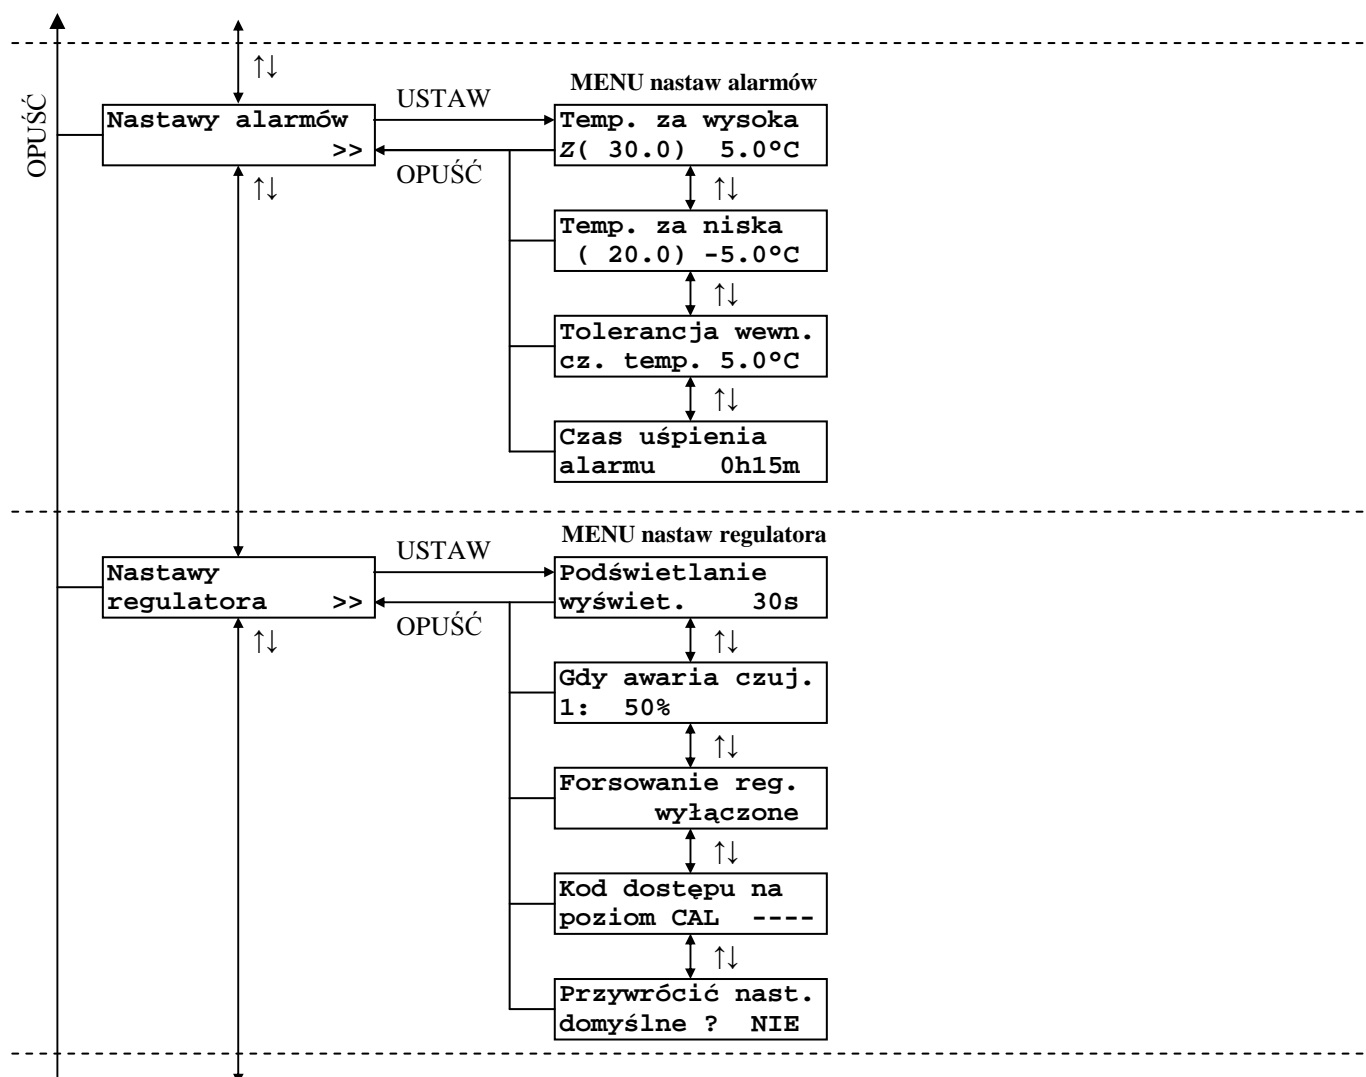 OPUŚĆ
↑↓
MENU nastaw alarmów
USTAW
Nastawy alarmów
>>
OPUŚĆ
↑↓
Temp. za wysoka
Z( 30.0) 5.0°C
↑↓
Temp. za niska
( 20.0) -5.0°C
↑↓
Tolerancja wewn.
cz. temp. 5.0°C
↑↓
Czas uśpienia
alarmu 0h15m
MENU nastaw regulatora
USTAW
Nastawy
regulatora >>
OPUŚĆ
↑↓
Podświetlanie
wyświet. 30s
↑↓
Gdy awaria czuj.
1: 50%
↑↓
Forsowanie reg.
wyłączone
↑↓
Kod dostępu na
poziom CAL ----
↑↓
Przywrócić nast.
domyślne ? NIE